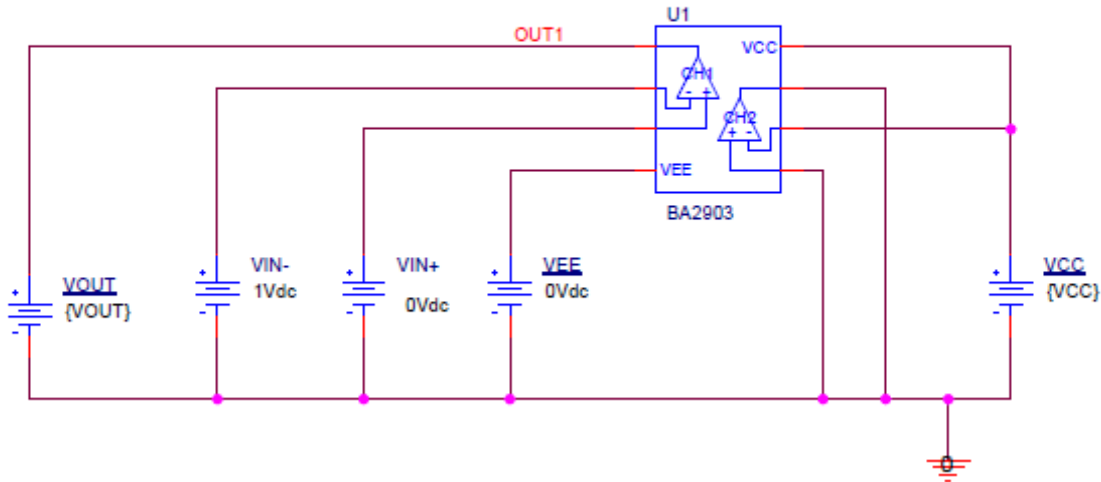 U1
OUT1
VCC
CH1
- +
CH2
+ -
VEE
BA2903
+ VOUT
{VOUT}
-
+ VIN-
1Vdc
-
+ VIN+
0Vdc
-
+ VEE
0Vdc
-
+ VCC
{VCC}
-
0